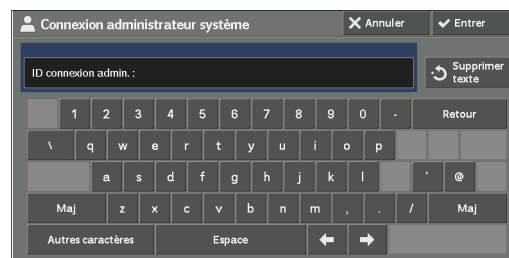 Connexion administrateur système Annuler Entrer
ID connexion admin. : Supprimer texte
1 2 3 4 5 6 7 8 9 0 - Retour
\ q w e r t y u i o p
a s d f g h j k l ' @
Maj z x c v b n m , . / Maj
Autres caractères Espace